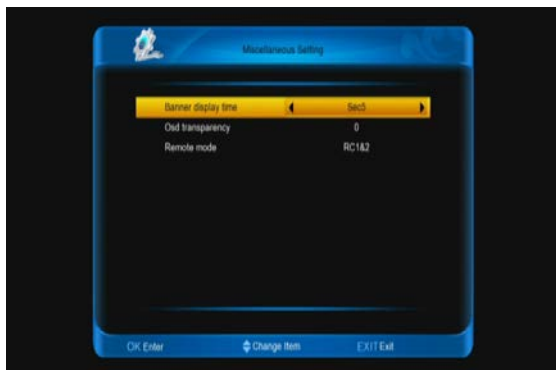 Miscellaneous Setting
Banner display time Sec5
Osd transparency 0
Remote mode RC1&2
OK Enter Change Item EXIT Exit